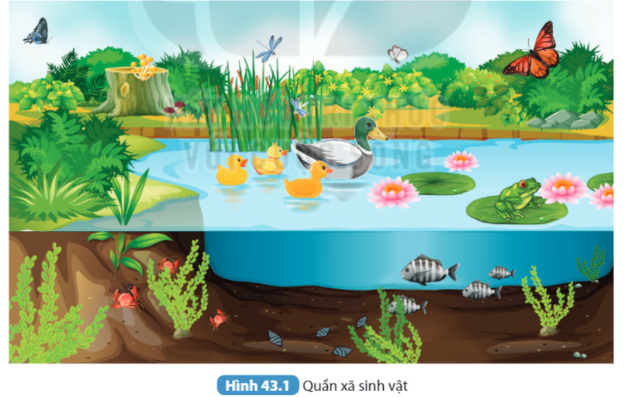 Hình 43.1 Quần xã sinh vật